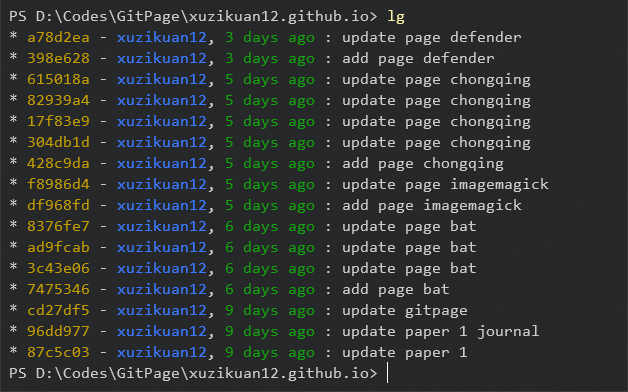 PS D:\Codes\GitPage\xuzikuan12.github.io> lg
* a78d2ea - xuzikuan12, 3 days ago : update page defender
* 398e628 - xuzikuan12, 3 days ago : add page defender
* 615018a - xuzikuan12, 5 days ago : update page chongqing
* 82939a4 - xuzikuan12, 5 days ago : update page chongqing
* 17f83e9 - xuzikuan12, 5 days ago : update page chongqing
* 304db1d - xuzikuan12, 5 days ago : update page chongqing
* 428c9da - xuzikuan12, 5 days ago : add page chongqing
* f8986d4 - xuzikuan12, 5 days ago : update page imagemagick
* df968fd - xuzikuan12, 5 days ago : add page imagemagick
* 8376fe7 - xuzikuan12, 6 days ago : update page bat
* ad9fcab - xuzikuan12, 6 days ago : update page bat
* 3c43e06 - xuzikuan12, 6 days ago : update page bat
* 7475346 - xuzikuan12, 6 days ago : add page bat
* cd27df5 - xuzikuan12, 9 days ago : update gitpage
* 96dd977 - xuzikuan12, 9 days ago : update paper 1 journal
* 87c5c03 - xuzikuan12, 9 days ago : update paper 1
PS D:\Codes\GitPage\xuzikuan12.github.io>